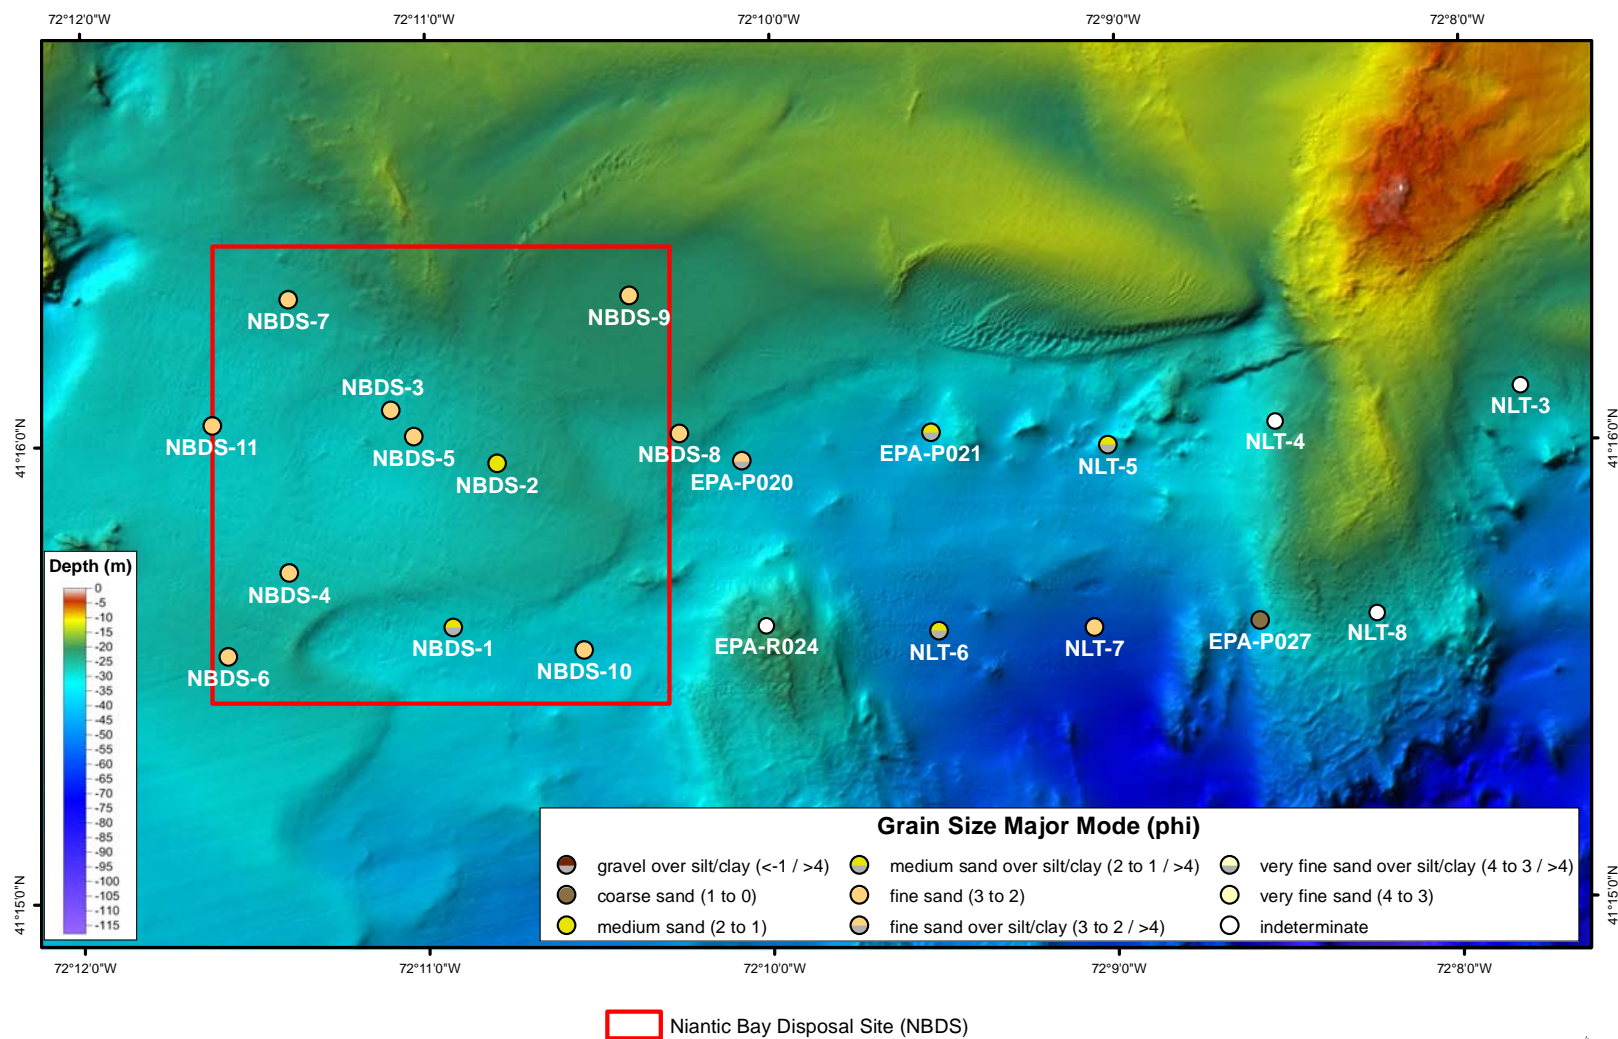 72°12'0"W 72°11'0"W 72°10'0"W 72°9'0"W 72°8'0"W
NBDS-7
NBDS-9
NBDS-3
NLT-3
NBDS-11
NBDS-5
NBDS-8
EPA-P021
NLT-4
41°16'0"N
41°16'0"N
NBDS-2
EPA-P020
NLT-5
Depth (m)
0
-5
-10
-15
-20
-25
-30
-35
-40
-45
-50
-55
-60
-65
-70
-75
-80
-85
-90
-95
-100
-105
-110
-115
NBDS-4
NBDS-1
EPA-R024
NLT-6
NLT-7
EPA-P027
NLT-8
NBDS-6
NBDS-10
Grain Size Major Mode (phi)
gravel over silt/clay (<-1 / >4)
coarse sand (1 to 0)
medium sand (2 to 1)
medium sand over silt/clay (2 to 1 / >4)
fine sand (3 to 2)
fine sand over silt/clay (3 to 2 / >4)
very fine sand over silt/clay (4 to 3 / >4)
very fine sand (4 to 3)
indeterminate
41°15'0"N
41°15'0"N
72°12'0"W 72°11'0"W 72°10'0"W 72°9'0"W 72°8'0"W
Niantic Bay Disposal Site (NBDS)